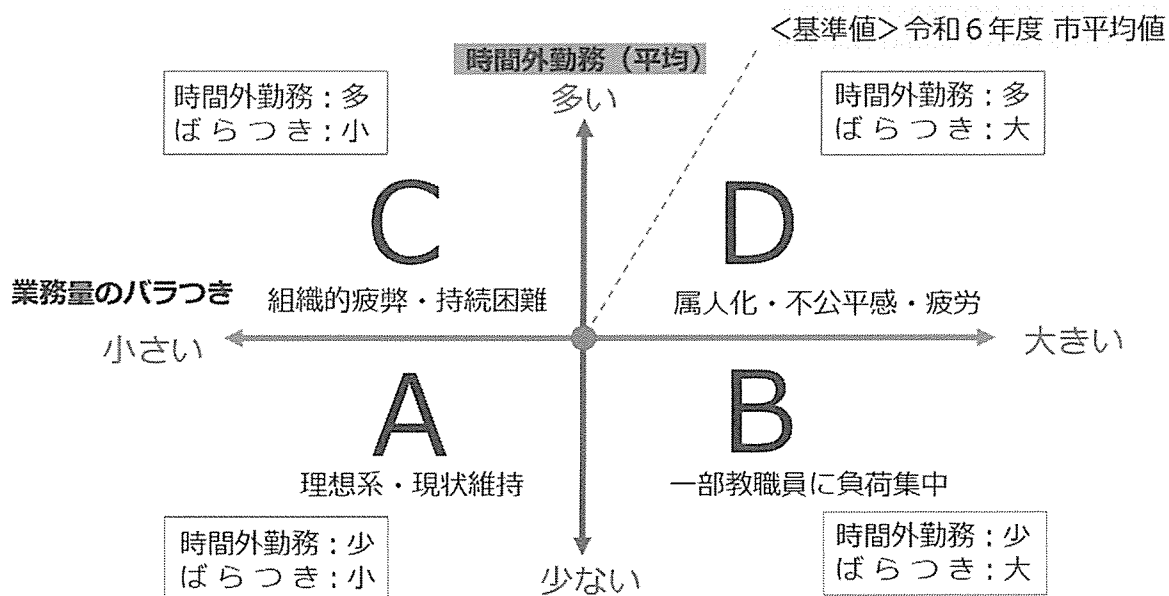 <基準値>令和６年度 市平均値
時間外勤務（平均）
多い
時間外勤務：多
ばらつき：小
時間外勤務：多
ばらつき：大
C
D
業務量のバラつき
組織的疲弊・持続困難
属人化・不公平感・疲労
小さい
大きい
A
B
理想系・現状維持
一部教職員に負荷集中
時間外勤務：少
ばらつき：小
時間外勤務：少
ばらつき：大
少ない